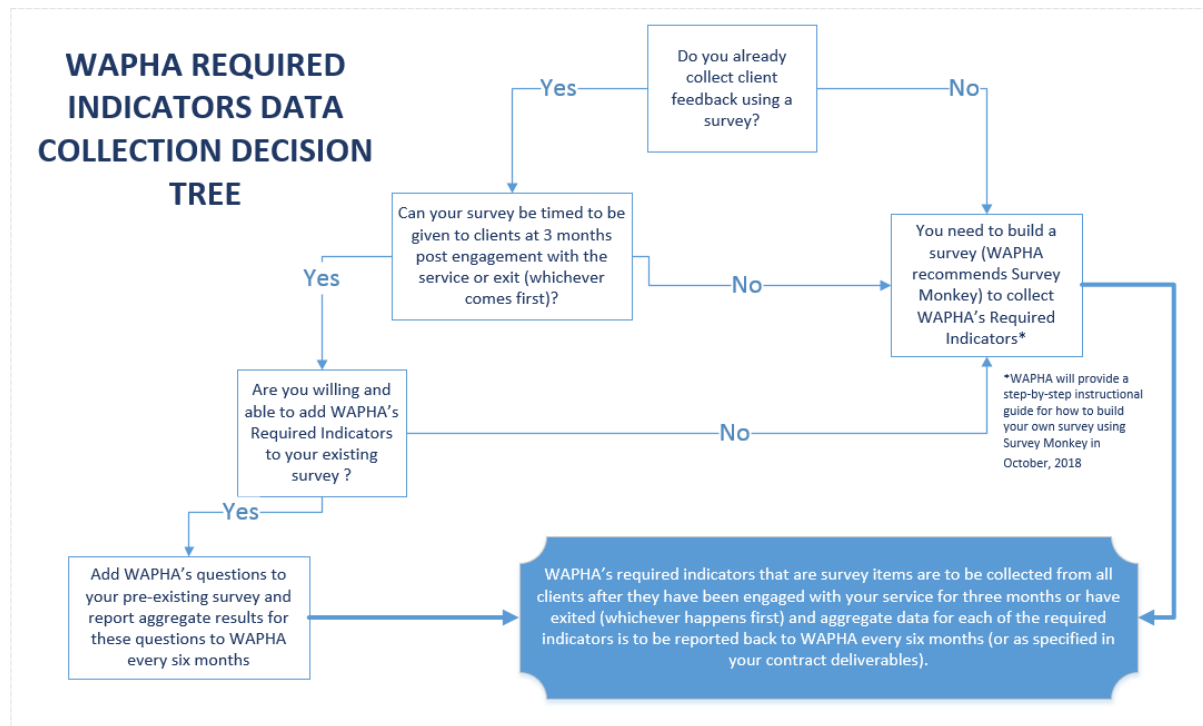 WAPHA REQUIRED
INDICATORS DATA
COLLECTION DECISION
TREE
Do you already
collect client
feedback using a
survey?
Yes
No
Can your survey be timed to be
given to clients at 3 months
post engagement with the
service or exit (whichever
comes first)?
Yes
No
You need to build a
survey (WAPHA
recommends Survey
Monkey) to collect
WAPHA’s Required
Indicators*
*WAPHA will provide a
step-by-step instructional
guide for how to build
your own survey using
Survey Monkey in
October, 2018
Are you willing and
able to add WAPHA’s
Required Indicators
to your existing
survey ?
No
Yes
Add WAPHA’s questions to
your pre-existing survey and
report aggregate results for
these questions to WAPHA
every six months
WAPHA’s required indicators that are survey items are to be collected from all
clients after they have been engaged with your service for three months or have
exited (whichever happens first) and aggregate data for each of the required
indicators is to be reported back to WAPHA every six months (or as specified in
your contract deliverables).